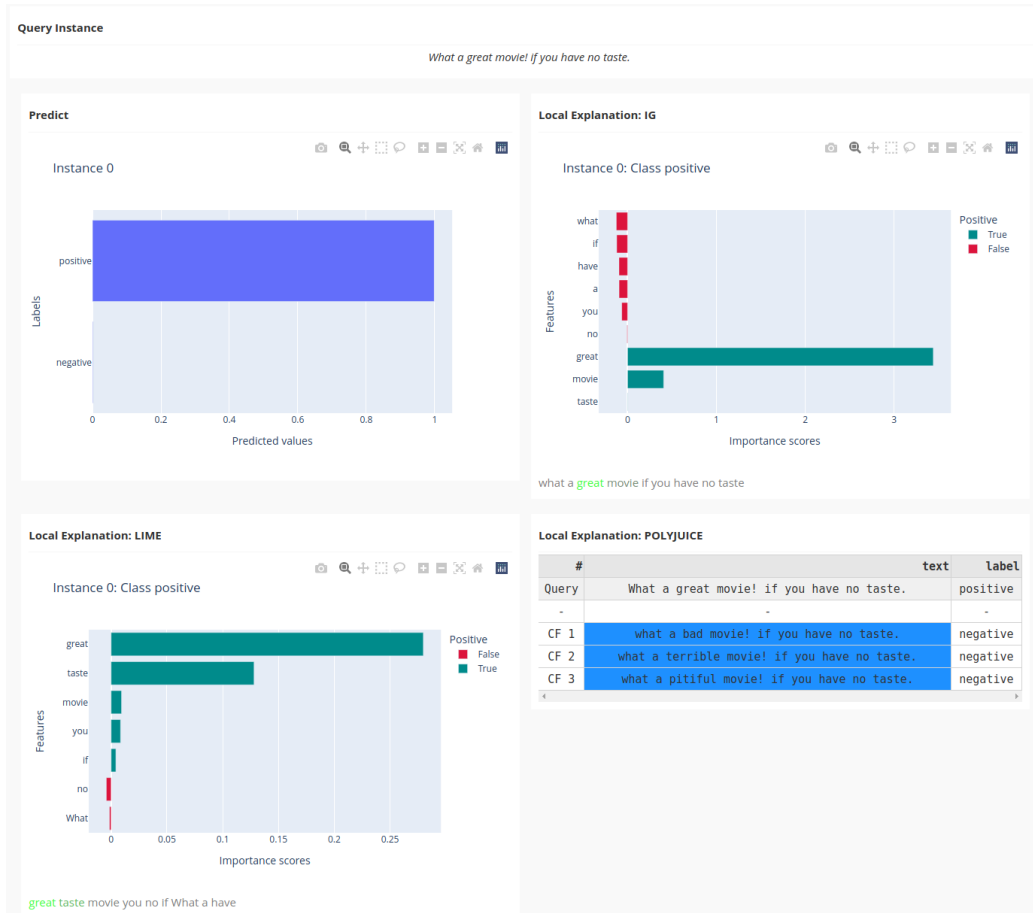 Query Instance
What a great movie! if you have no taste.
Predict
Instance 0
positive
negative
Labels
0 0.2 0.4 0.6 0.8 1
Predicted values
Local Explanation: IG
Instance 0: Class positive
what
if
have
a
you
no
great
movie
taste
Features
0 1 2 3
Importance scores
Positive
True
False
what a great movie if you have no taste
Local Explanation: LIME
Instance 0: Class positive
great
taste
movie
you
if
no
What
Features
0 0.05 0.1 0.15 0.2 0.25
Importance scores
Positive
False
True
great taste movie you no if What a have
Local Explanation: POLYJUICE
# text label
Query What a great movie! if you have no taste. positive
- - -
CF 1 what a bad movie! if you have no taste. negative
CF 2 what a terrible movie! if you have no taste. negative
CF 3 what a pitiful movie! if you have no taste. negative